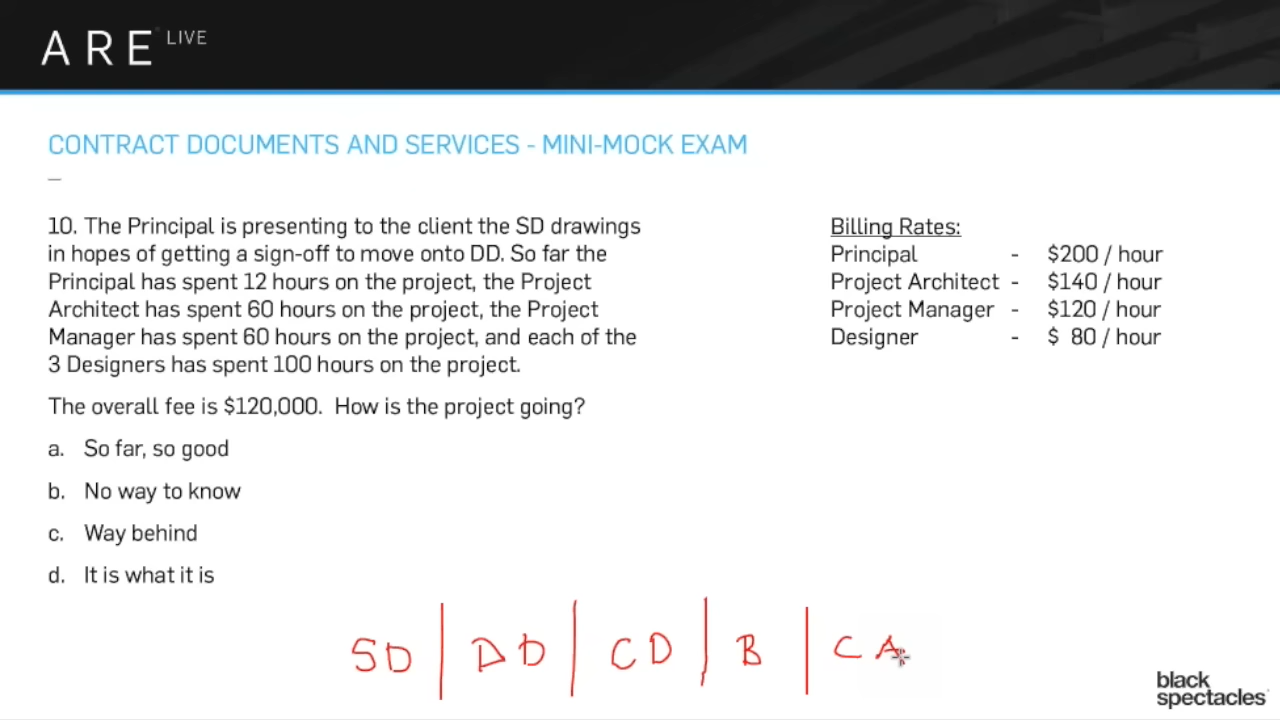 ARE LIVE
CONTRACT DOCUMENTS AND SERVICES - MINI-MOCK EXAM
10. The Principal is presenting to the client the SD drawings
in hopes of getting a sign-off to move onto DD. So far the
Principal has spent 12 hours on the project, the Project
Architect has spent 60 hours on the project, the Project
Manager has spent 60 hours on the project, and each of the
3 Designers has spent 100 hours on the project.
The overall fee is $120,000. How is the project going?
a. So far, so good
b. No way to know
c. Way behind
d. It is what it is
Billing Rates:
Principal - $200 / hour
Project Architect - $140 / hour
Project Manager - $120 / hour
Designer - $ 80 / hour
SD | DD | CD | B | CA
black
spectacles